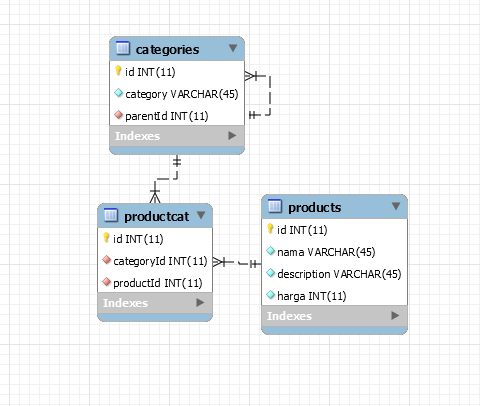 categories
id INT(11)
category VARCHAR(45)
parentId INT(11)
Indexes
productcat
id INT(11)
categoryId INT(11)
productId INT(11)
Indexes
products
id INT(11)
nama VARCHAR(45)
description VARCHAR(45)
harga INT(11)
Indexes